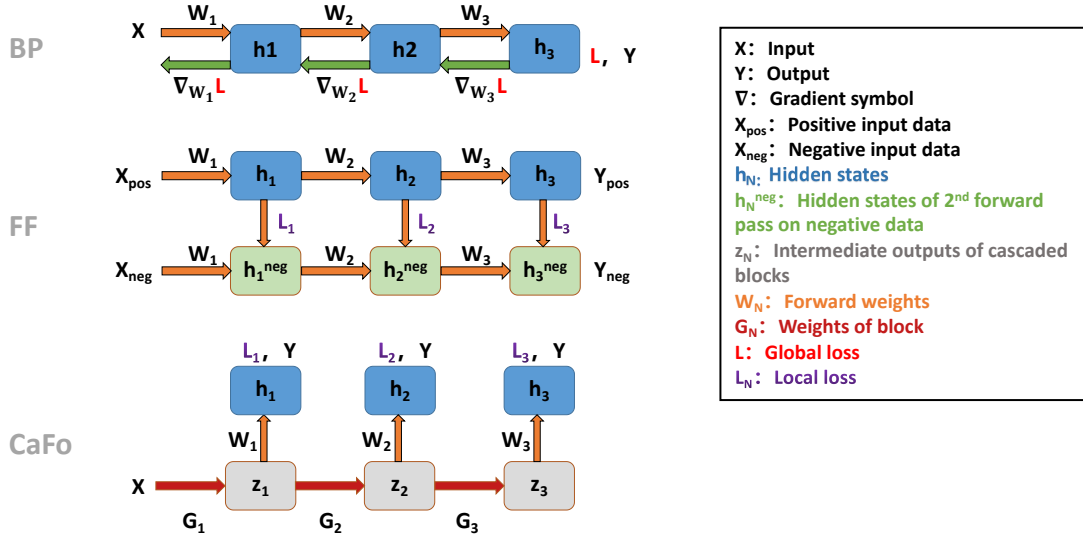 BP
X
W₁
W₂
W₃
h1
h2
h₃
L, Y
∇W₁L
∇W₂L
∇W₃L
FF
Xpos
W₁
W₂
W₃
h₁
h₂
h₃
Ypos
L₁
L₂
L₃
Xneg
W₁
W₂
W₃
h₁ⁿᵉᵍ
h₂ⁿᵉᵍ
h₃ⁿᵉᵍ
Yneg
CaFo
L₁, Y
L₂, Y
L₃, Y
h₁
h₂
h₃
W₁
W₂
W₃
X
z₁
z₂
z₃
G₁
G₂
G₃
X: Input
Y: Output
∇: Gradient symbol
Xpos: Positive input data
Xneg: Negative input data
hN: Hidden states
hNⁿᵉᵍ: Hidden states of 2ⁿᵈ forward
pass on negative data
zN: Intermediate outputs of cascaded
blocks
WN: Forward weights
GN: Weights of block
L: Global loss
LN: Local loss